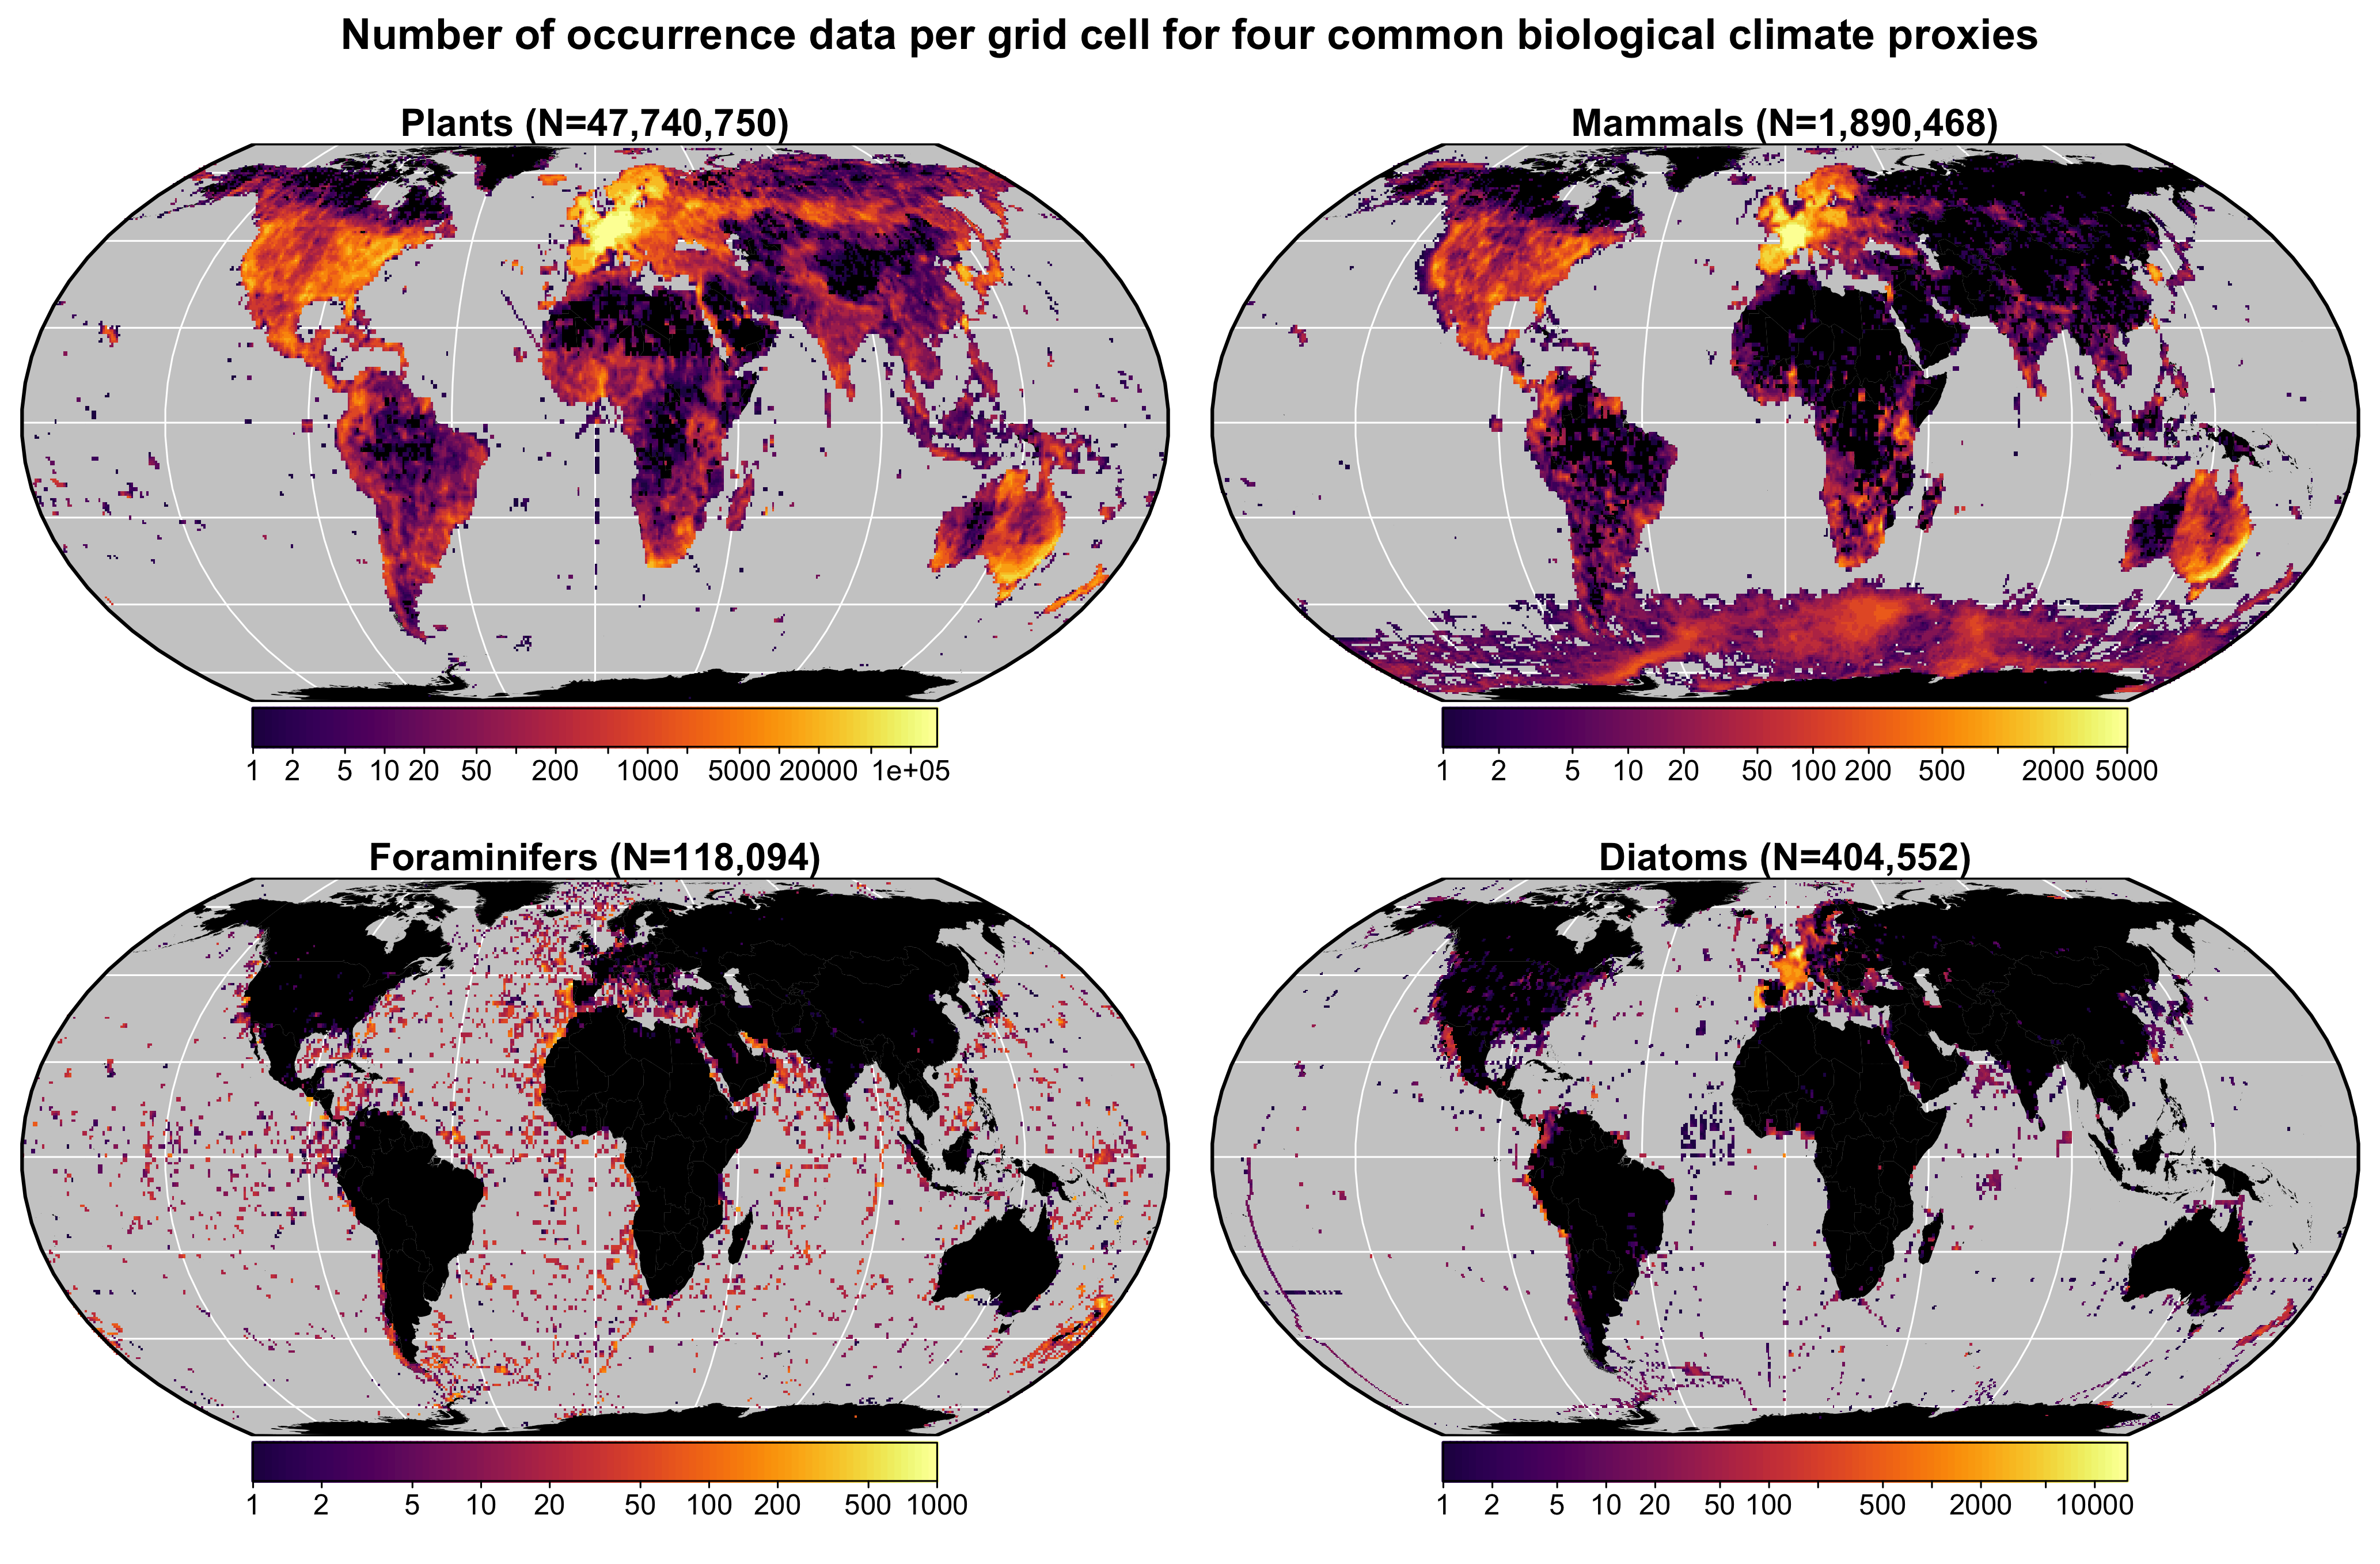 Number of occurrence data per grid cell for four common biological climate proxies
Plants (N=47,740,750)
Mammals (N=1,890,468)
1 2 5 10 20 50 200 1000 5000 20000 1e+05
1 2 5 10 20 50 100 200 500 2000 5000
Foraminifers (N=118,094)
Diatoms (N=404,552)
1 2 5 10 20 50 100 200 500 1000
1 2 5 10 20 50 100 500 2000 10000